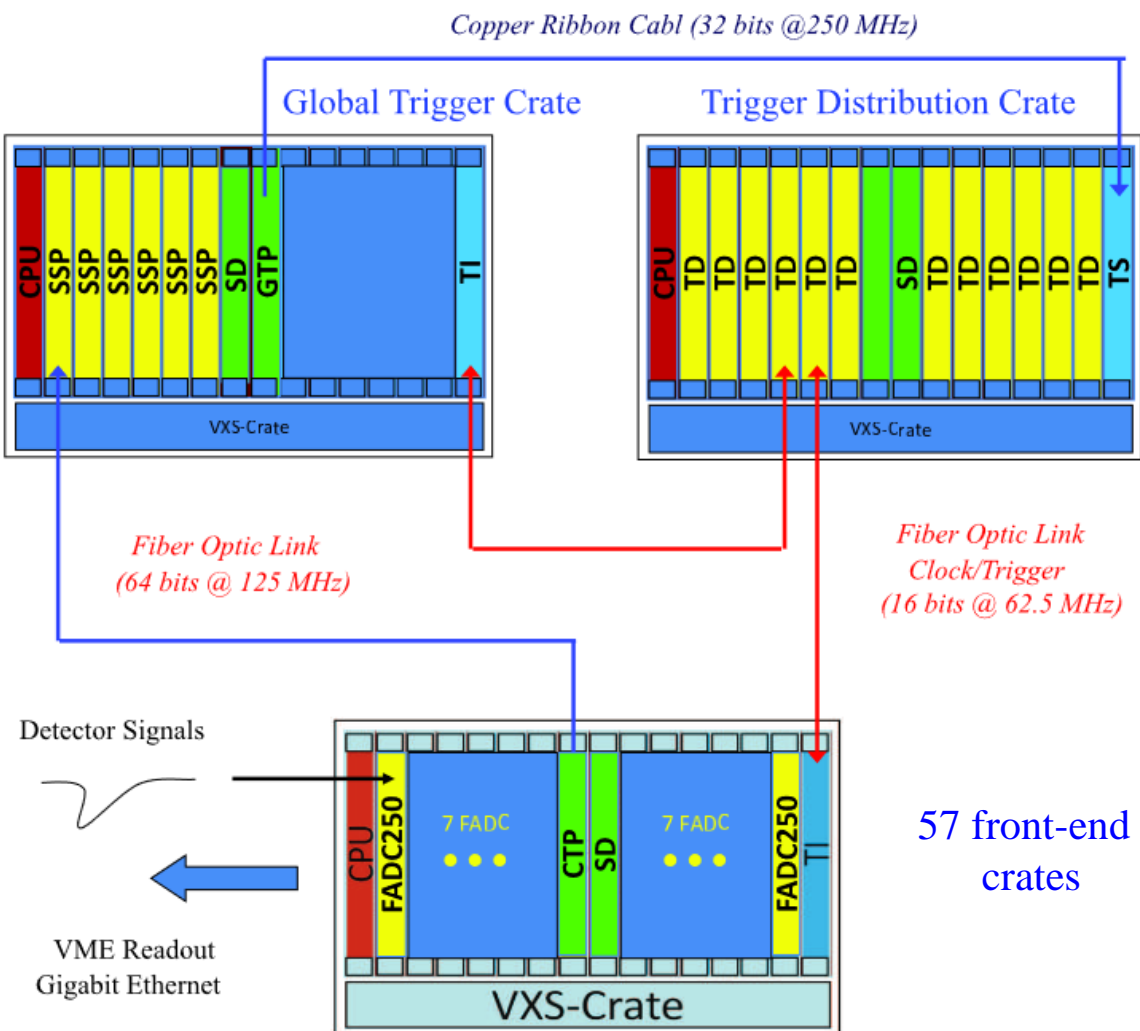 Copper Ribbon Cabl (32 bits @250 MHz)
Global Trigger Crate
Trigger Distribution Crate
CPU
SSP
SSP
SSP
SSP
SSP
SSP
SD
GTP
TI
VXS-Crate
CPU
TD
TD
TD
TD
TD
TD
SD
TD
TD
TD
TD
TD
TD
TS
VXS-Crate
Fiber Optic Link
(64 bits @ 125 MHz)
Fiber Optic Link
Clock/Trigger
(16 bits @ 62.5 MHz)
Detector Signals
CPU
FADC250
7 FADC
CTP
SD
7 FADC
FADC250
TI
VXS-Crate
57 front-end
crates
VME Readout
Gigabit Ethernet